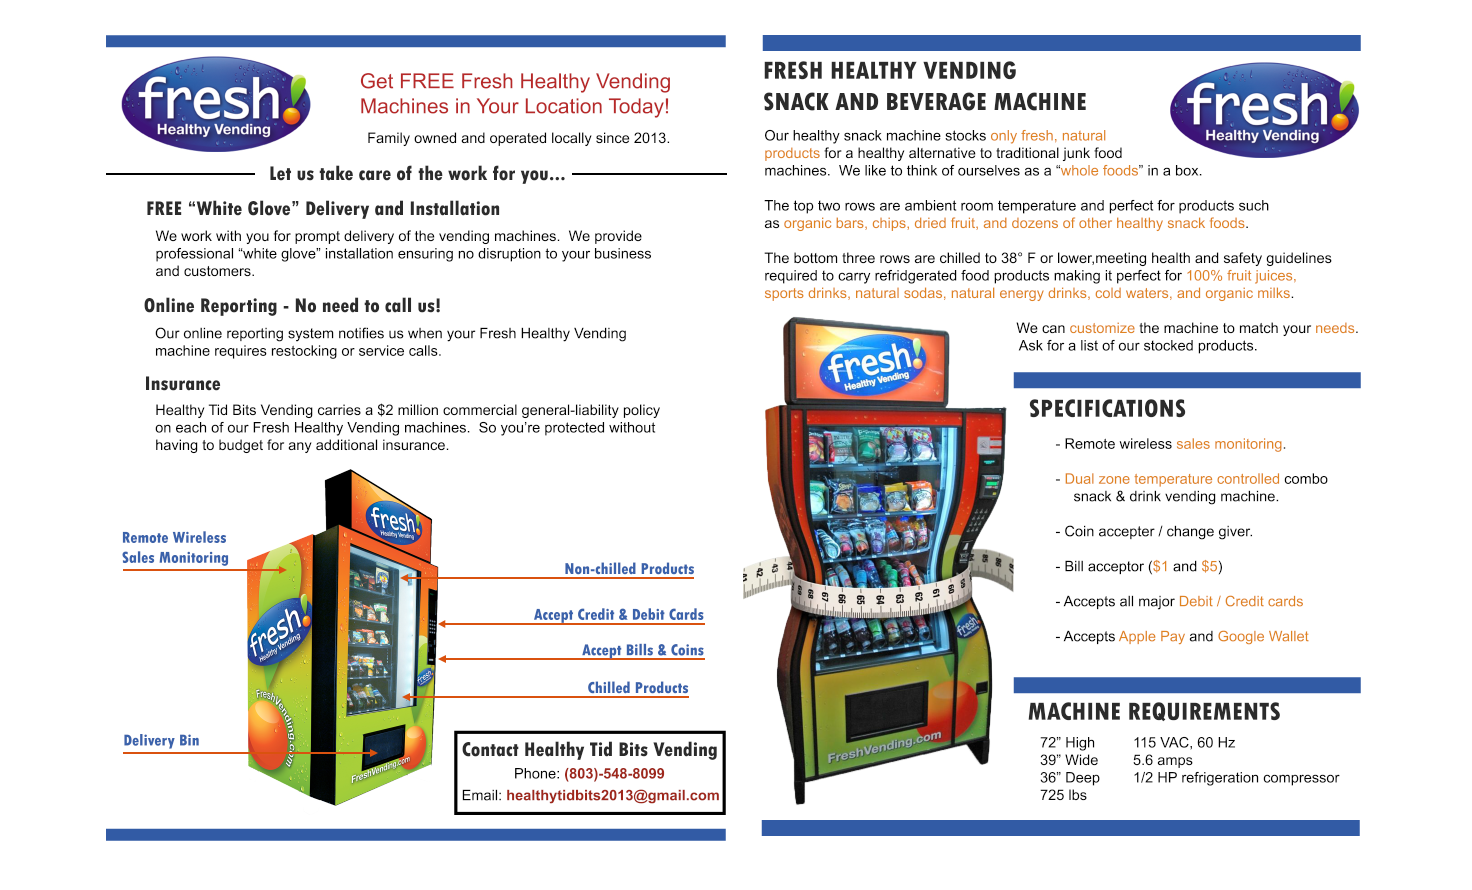 fresh!
Healthy Vending
Get FREE Fresh Healthy Vending
Machines in Your Location Today!
Family owned and operated locally since 2013.
Let us take care of the work for you...
FREE “White Glove” Delivery and Installation
We work with you for prompt delivery of the vending machines.  We provide
professional “white glove” installation ensuring no disruption to your business
and customers.
Online Reporting - No need to call us!
Our online reporting system notifies us when your Fresh Healthy Vending
machine requires restocking or service calls.
Insurance
Healthy Tid Bits Vending carries a $2 million commercial general-liability policy
on each of our Fresh Healthy Vending machines.  So you’re protected without
having to budget for any additional insurance.
Remote Wireless
Sales Monitoring
Delivery Bin
fresh!
Healthy Vending
fresh!
Healthy Vending
FreshVending.com
fresh!
FreshVending.com
Non-chilled Products
Accept Credit & Debit Cards
Accept Bills & Coins
Chilled Products
Contact Healthy Tid Bits Vending
Phone: (803)-548-8099
Email: healthytidbits2013@gmail.com
FRESH HEALTHY VENDING
SNACK AND BEVERAGE MACHINE
fresh!
Healthy Vending
Our healthy snack machine stocks only fresh, natural
products for a healthy alternative to traditional junk food
machines.  We like to think of ourselves as a “whole foods” in a box.
The top two rows are ambient room temperature and perfect for products such
as organic bars, chips, dried fruit, and dozens of other healthy snack foods.
The bottom three rows are chilled to 38° F or lower,meeting health and safety guidelines
required to carry refridgerated food products making it perfect for 100% fruit juices,
sports drinks, natural sodas, natural energy drinks, cold waters, and organic milks.
We can customize the machine to match your needs.
Ask for a list of our stocked products.
fresh!
Healthy Vending
fresh!
FreshVending.com
SPECIFICATIONS
- Remote wireless sales monitoring.
- Dual zone temperature controlled combo
snack & drink vending machine.
- Coin accepter / change giver.
- Bill acceptor ($1 and $5)
- Accepts all major Debit / Credit cards
- Accepts Apple Pay and Google Wallet
MACHINE REQUIREMENTS
72” High 115 VAC, 60 Hz
39” Wide 5.6 amps
36” Deep 1/2 HP refrigeration compressor
725 lbs